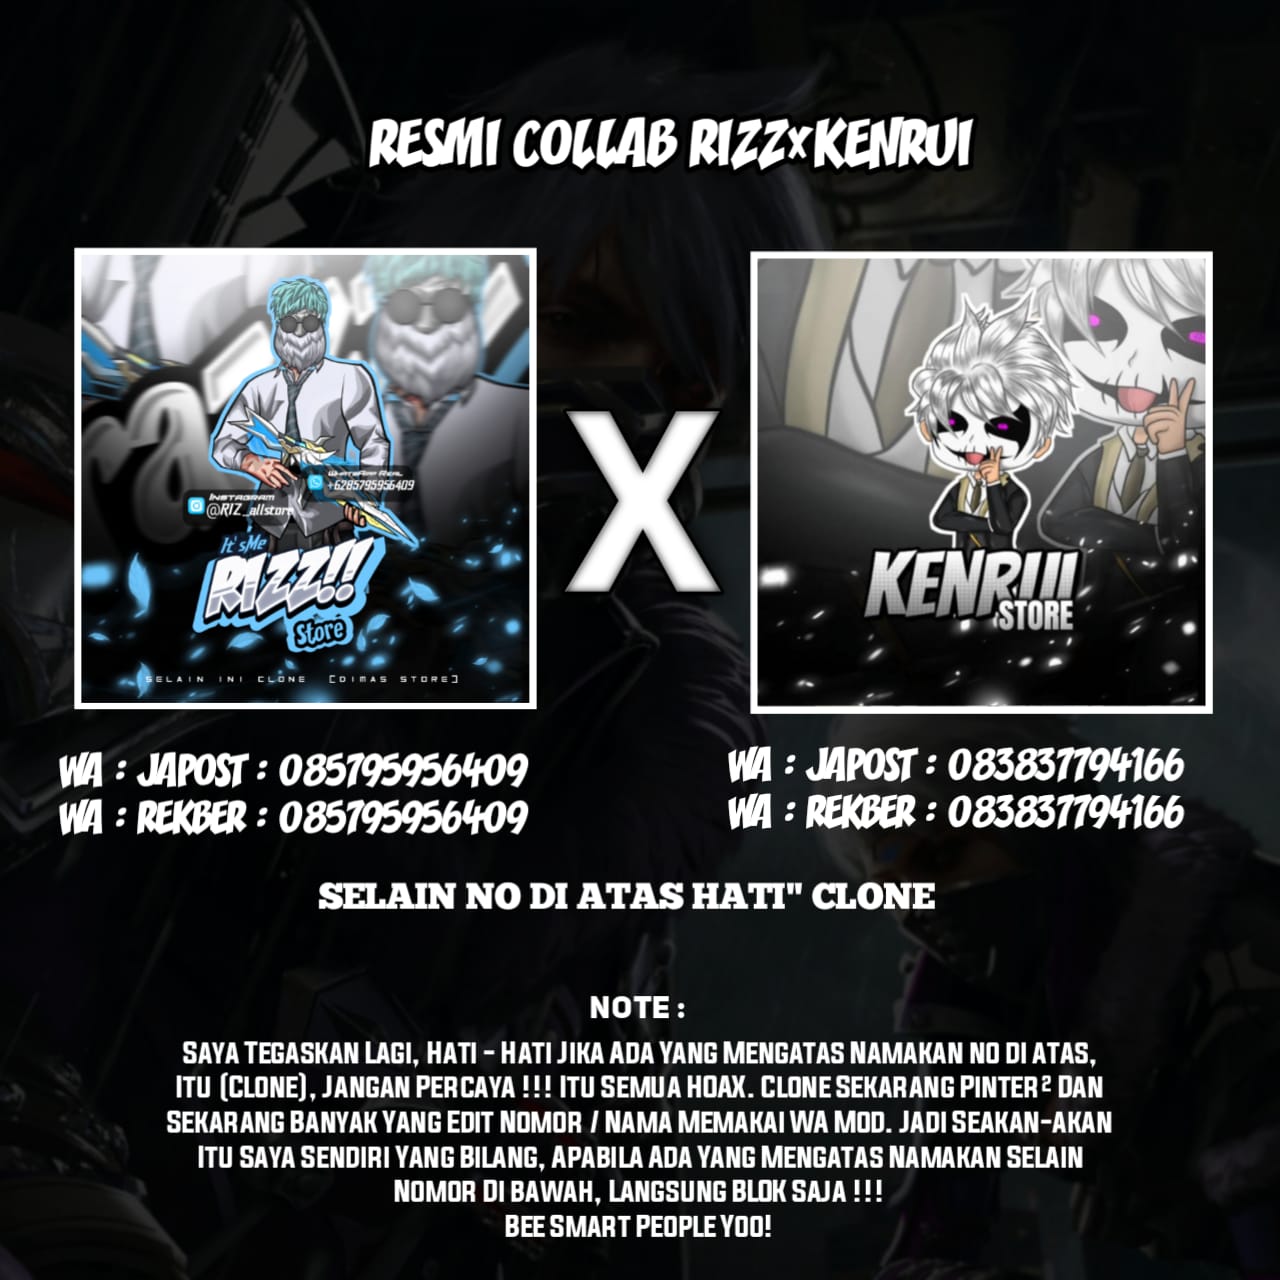 RESMI COLLAB RIZZxKENRUI
WhatsApp Real
+6285795956409
Instagram
@RIZ_allstore
It'sMe
RIZZ!!
Store
SELAIN INI CLONE [DIMAS STORE]
X
KENRUI
STORE
WA : JAPOST : 085795956409
WA : REKBER : 085795956409
WA : JAPOST : 083837794166
WA : REKBER : 083837794166
SELAIN NO DI ATAS HATI" CLONE
NOTE :
SAYA TEGASKAN LAGI, HATI - HATI JIKA ADA YANG MENGATAS NAMAKAN NO DI ATAS,
ITU (CLONE), JANGAN PERCAYA !!! ITU SEMUA HOAX. CLONE SEKARANG PINTER² DAN
SEKARANG BANYAK YANG EDIT NOMOR / NAMA MEMAKAI WA MOD. JADI SEAKAN-AKAN
ITU SAYA SENDIRI YANG BILANG, APABILA ADA YANG MENGATAS NAMAKAN SELAIN
NOMOR DI BAWAH, LANGSUNG BLOK SAJA !!!
BEE SMART PEOPLE YOO!